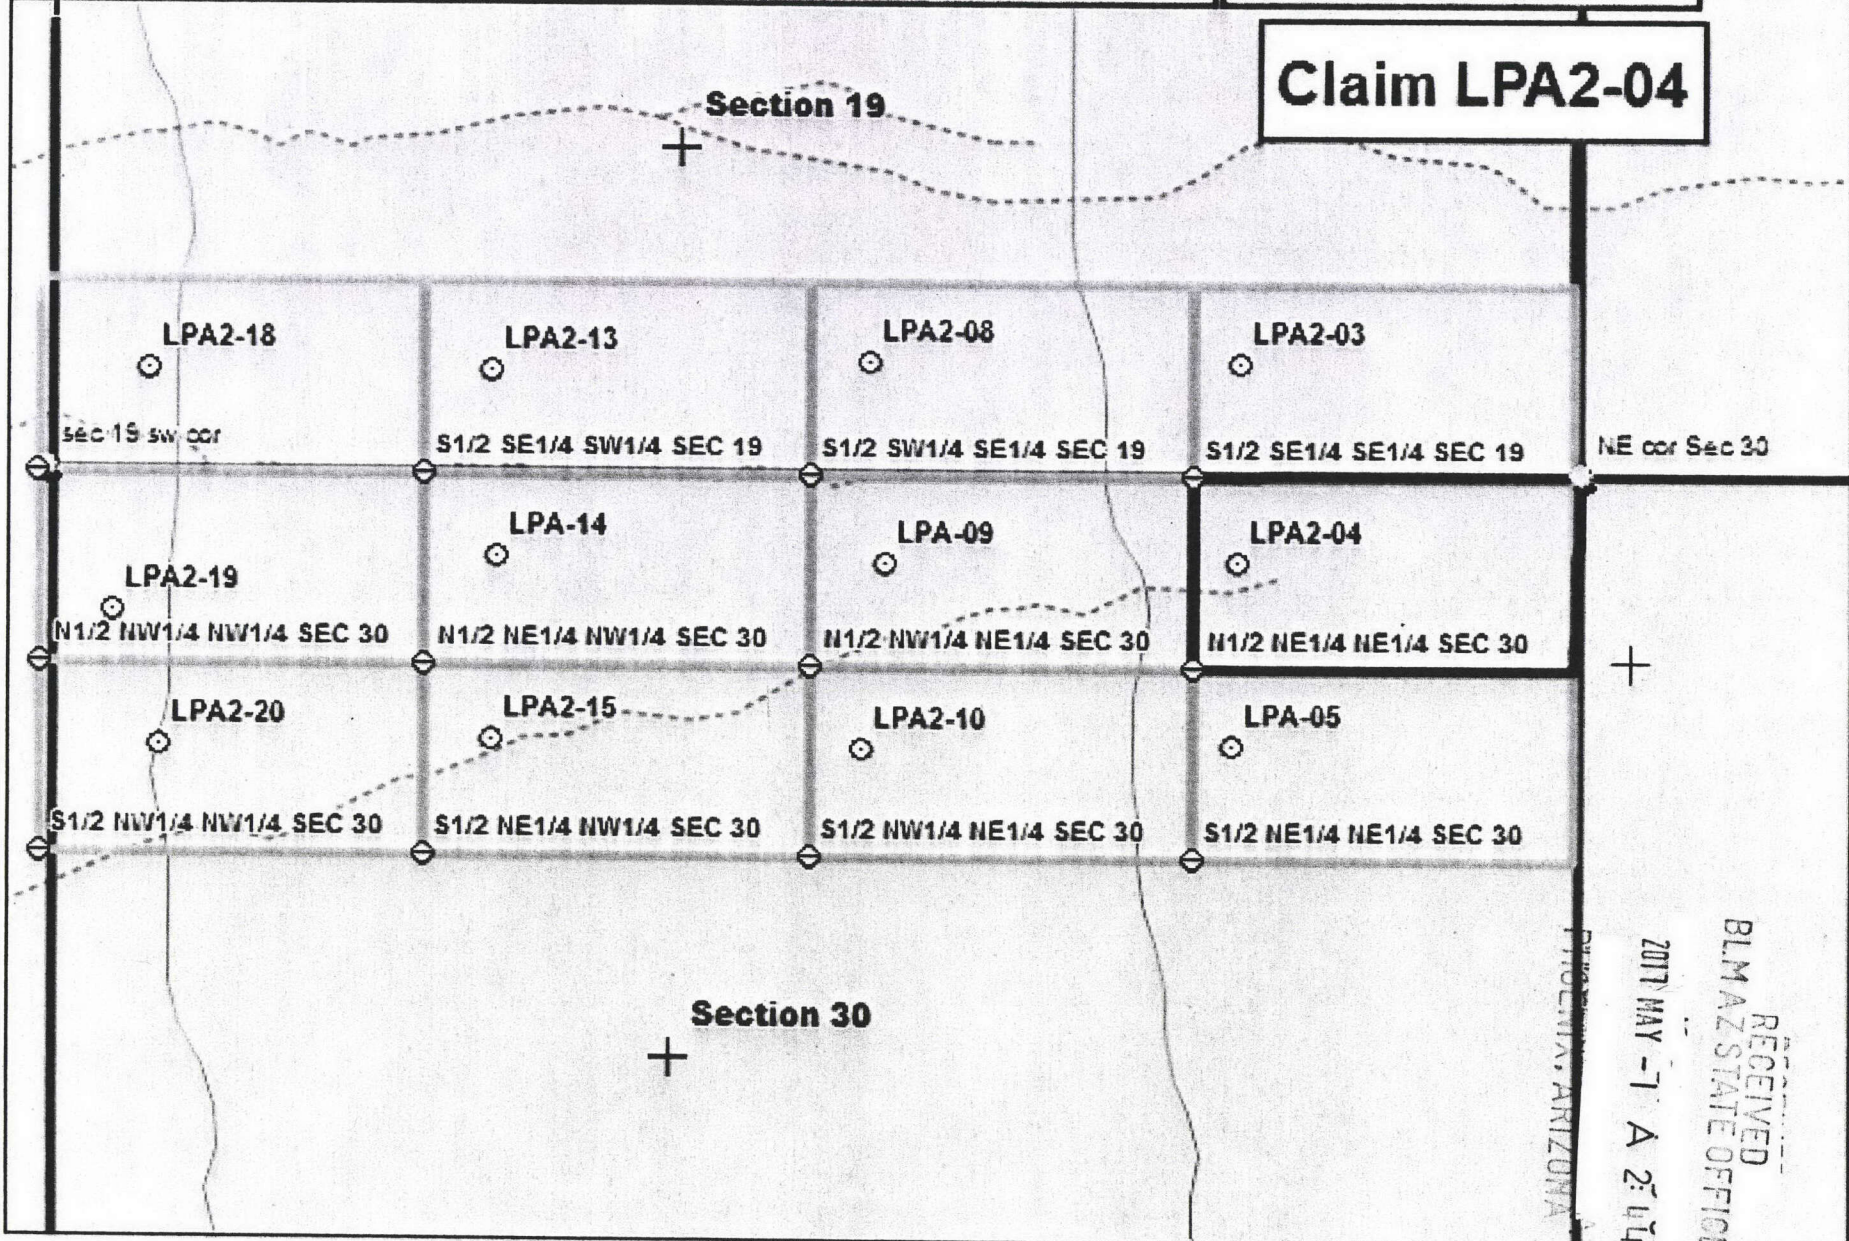 Claim LPA2-04
Section 19
LPA2-18
LPA2-13
LPA2-08
LPA2-03
sec 19 sw cor
S1/2 SE1/4 SW1/4 SEC 19
S1/2 SW1/4 SE1/4 SEC 19
S1/2 SE1/4 SE1/4 SEC 19
NE cor Sec 30
LPA2-19
LPA-14
LPA-09
LPA2-04
N1/2 NW1/4 NW1/4 SEC 30
N1/2 NE1/4 NW1/4 SEC 30
N1/2 NW1/4 NE1/4 SEC 30
N1/2 NE1/4 NE1/4 SEC 30
LPA2-20
LPA2-15
LPA2-10
LPA-05
S1/2 NW1/4 NW1/4 SEC 30
S1/2 NE1/4 NW1/4 SEC 30
S1/2 NW1/4 NE1/4 SEC 30
S1/2 NE1/4 NE1/4 SEC 30
Section 30
RECEIVED
BLM AZ STATE OFFICE
2017 MAY -1 A 2:
PHOENIX, ARIZONA